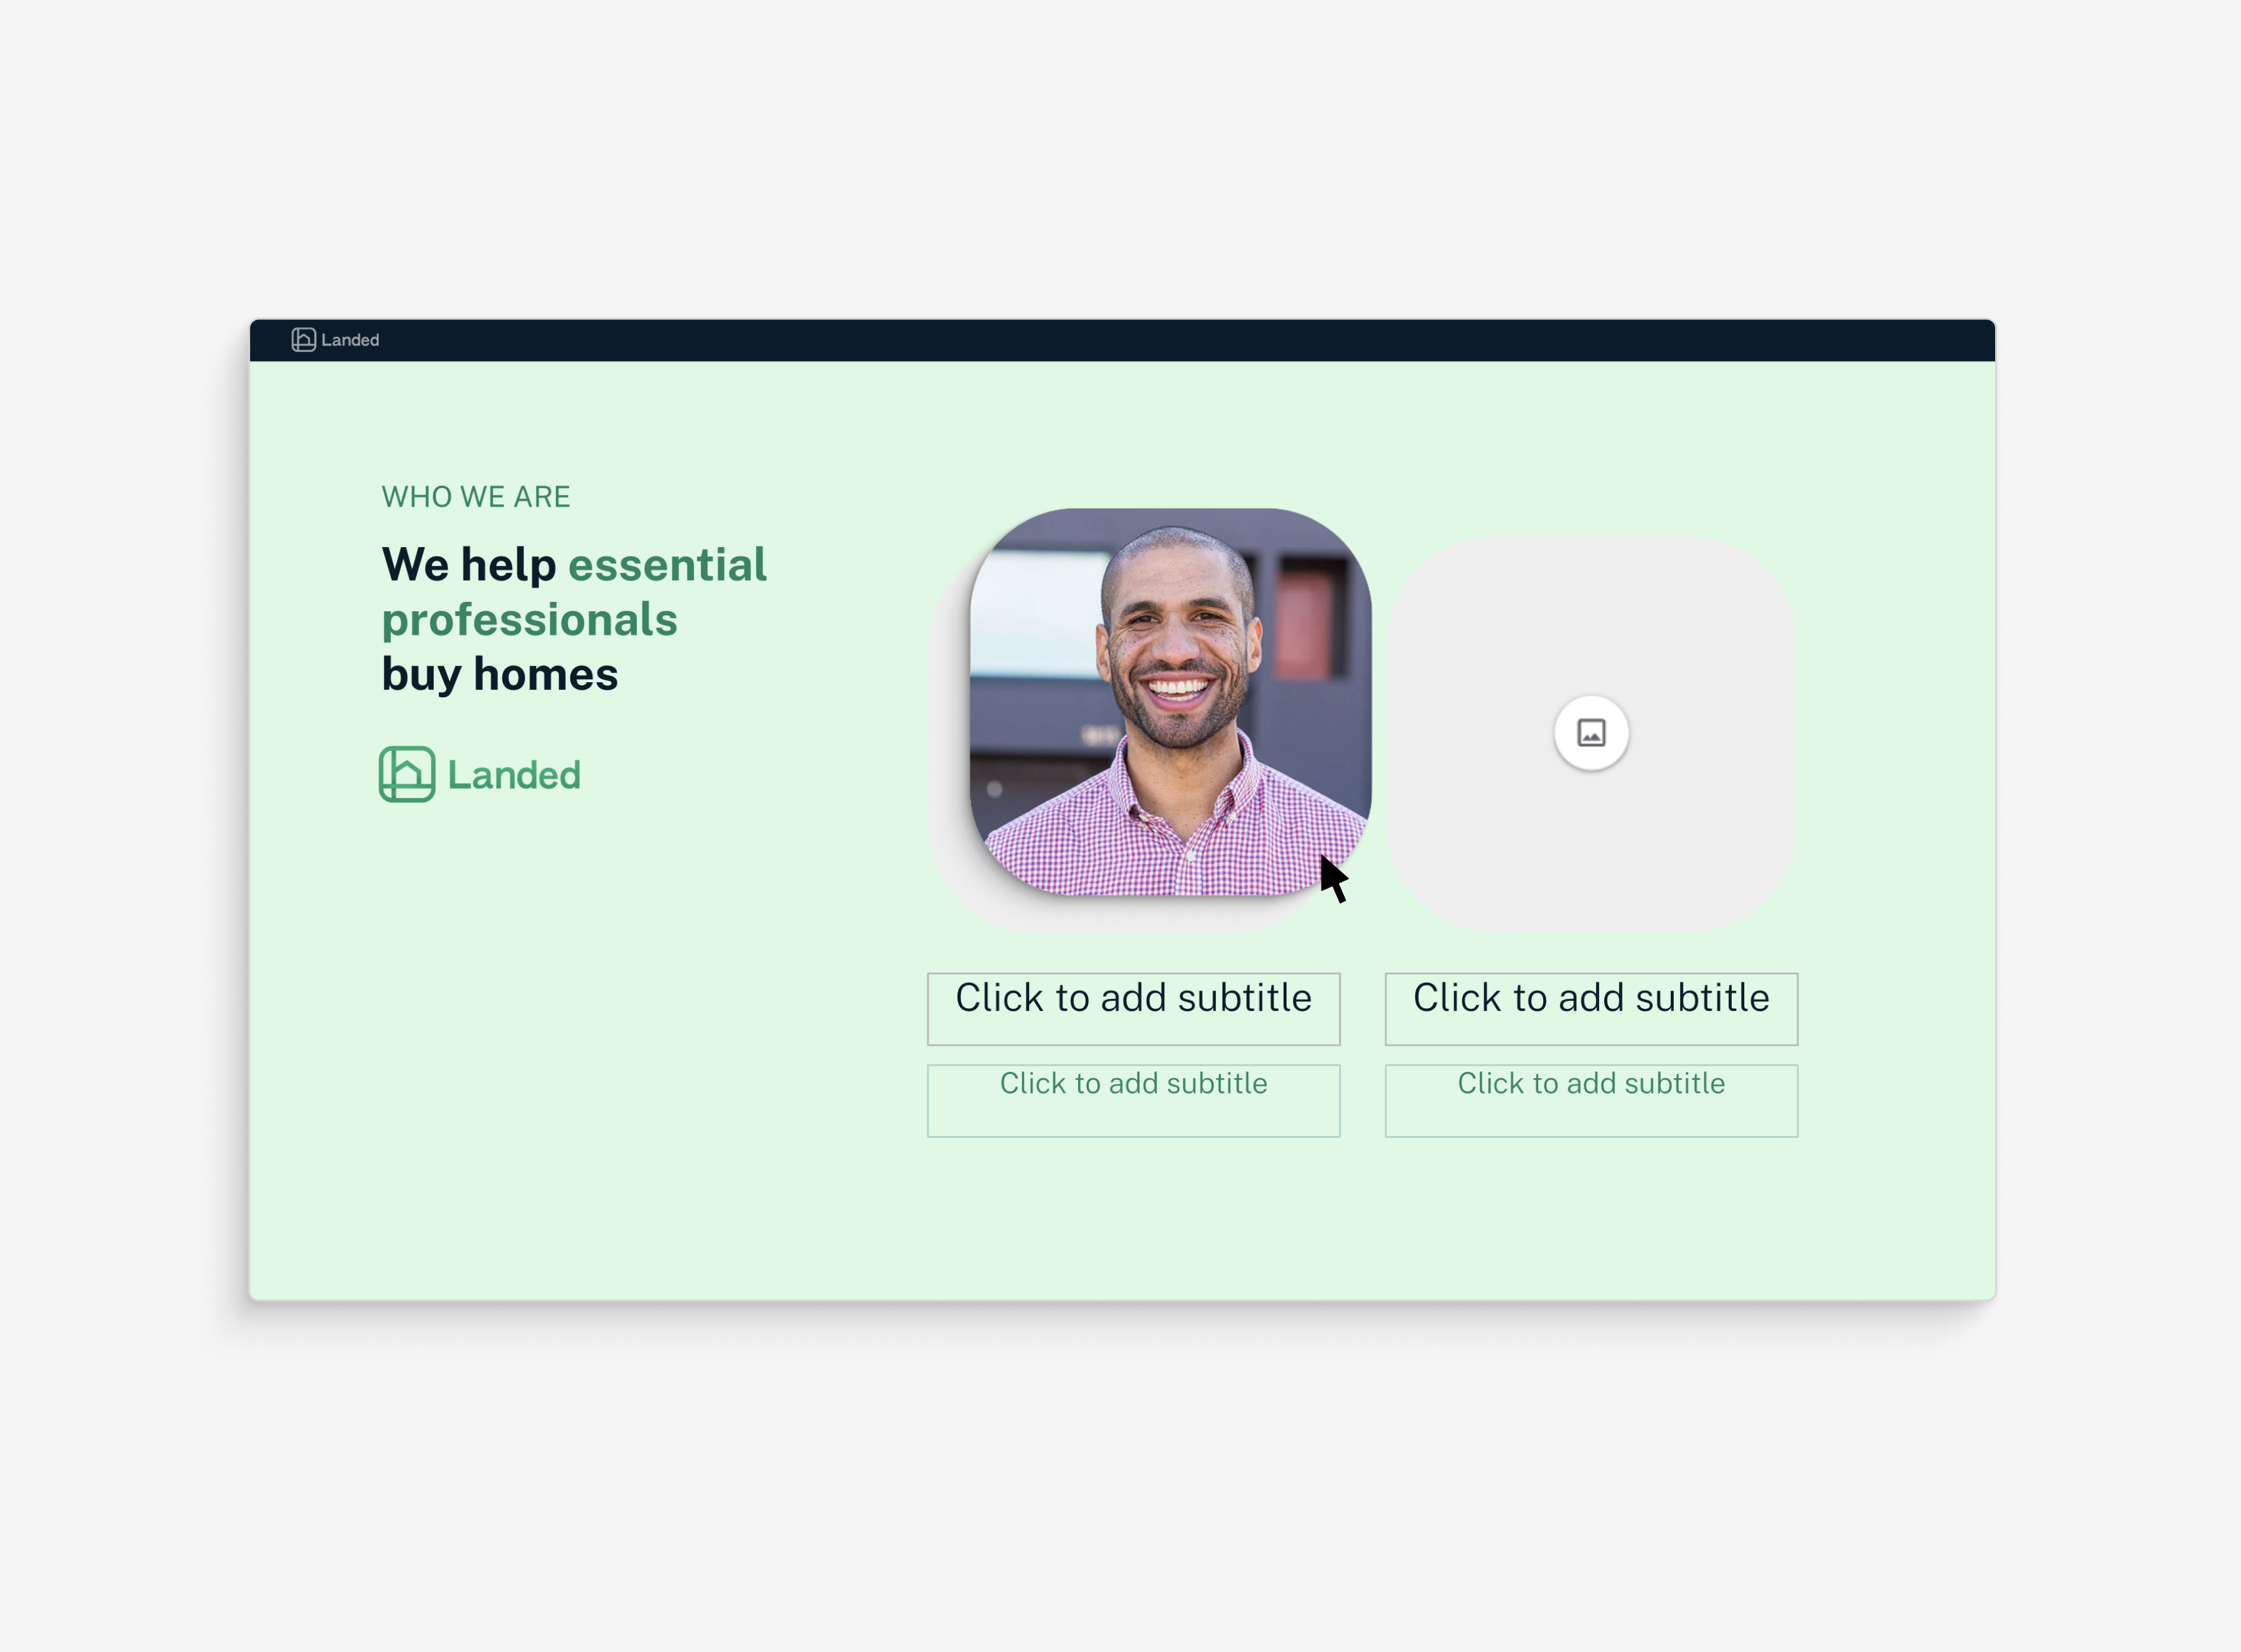 Landed
WHO WE ARE
We help essential
professionals
buy homes
Landed
Click to add subtitle
Click to add subtitle
Click to add subtitle
Click to add subtitle